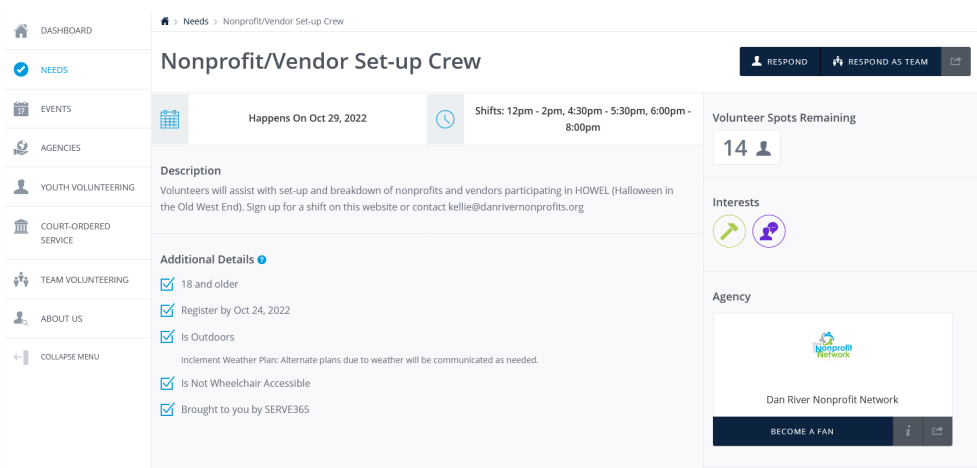 DASHBOARD
NEEDS
17
EVENTS
AGENCIES
YOUTH VOLUNTEERING
COURT-ORDERED
SERVICE
TEAM VOLUNTEERING
ABOUT US
COLLAPSE MENU
> Needs > Nonprofit/Vendor Set-up Crew
Nonprofit/Vendor Set-up Crew
RESPOND
RESPOND AS TEAM
Happens On Oct 29, 2022
Shifts: 12pm - 2pm, 4:30pm - 5:30pm, 6:00pm -
8:00pm
Description
Volunteers will assist with set-up and breakdown of nonprofits and vendors participating in HOWEL (Halloween in
the Old West End). Sign up for a shift on this website or contact kellie@danrivernonprofits.org
Additional Details ?
18 and older
Register by Oct 24, 2022
Is Outdoors
Inclement Weather Plan: Alternate plans due to weather will be communicated as needed.
Is Not Wheelchair Accessible
Brought to you by SERVE365
Volunteer Spots Remaining
14
Interests
Agency
Nonprofit
Network
Dan River Nonprofit Network
BECOME A FAN
i